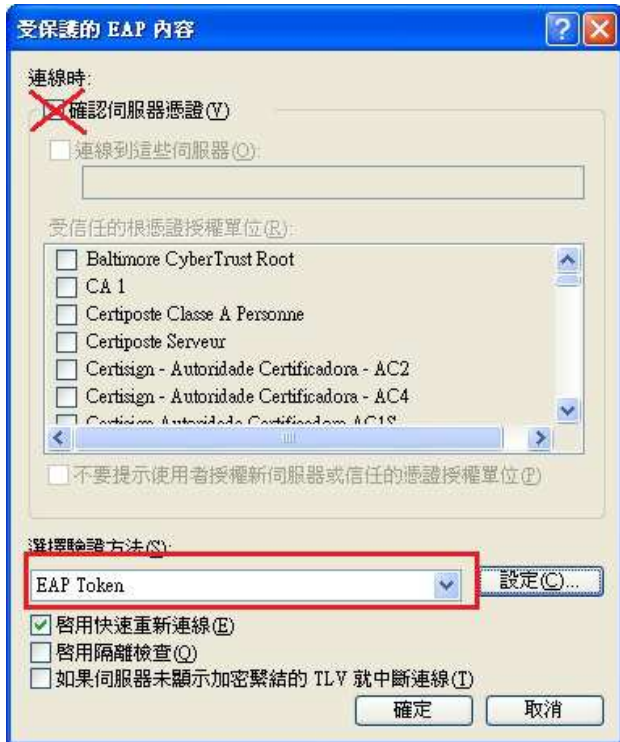 受保護的 EAP 內容
連線時:
確認伺服器憑證(V)
連線到這些伺服器(O):
受信任的根憑證授權單位(R):
Baltimore CyberTrust Root
CA 1
Certiposte Classe A Personne
Certiposte Serveur
Certisign - Autoridade Certificadora - AC2
Certisign - Autoridade Certificadora - AC4
Certisign Autoridade Certificadora AC1S
不要提示使用者授權新伺服器或信任的憑證授權單位(P)
選擇驗證方法(S):
EAP Token
設定(C)...
啓用快速重新連線(E)
啓用隔離檢查(Q)
如果伺服器未顯示加密繫結的 TLV 就中斷連線(T)
確定
取消